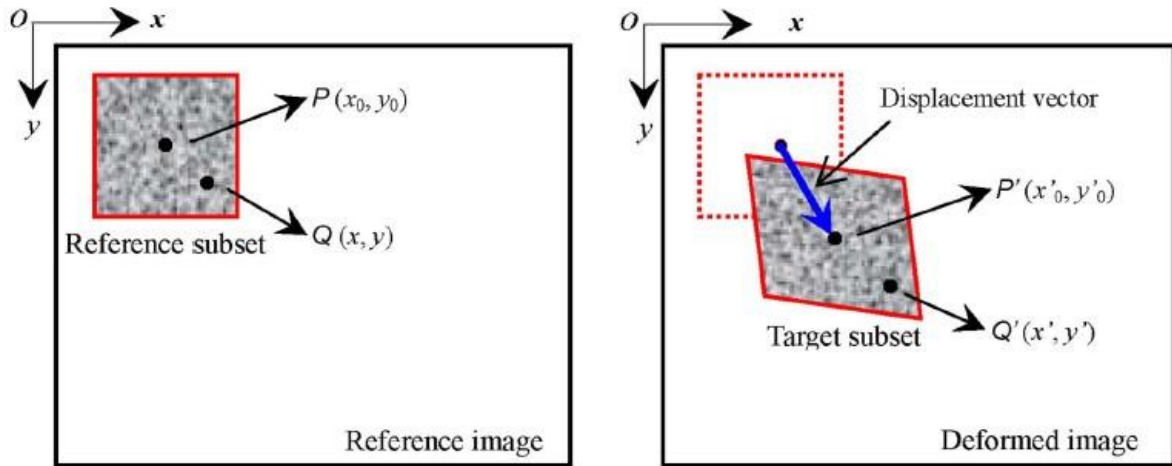 O x
y
P (x₀, y₀)
Q (x, y)
Reference subset
Reference image
O x
y
Displacement vector
P' (x'₀, y'₀)
Q' (x', y')
Target subset
Deformed image